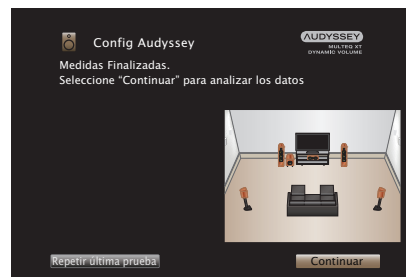 Config Audyssey
AUDYSSEY
MULTEQ XT
DYNAMIC VOLUME
Medidas Finalizadas.
Seleccione “Continuar” para analizar los datos
Repetir última prueba
Continuar